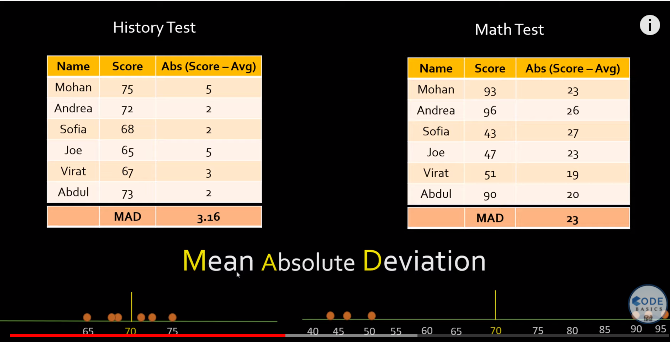 History Test
Name Score Abs (Score – Avg)
Mohan 75 5
Andrea 72 2
Sofia 68 2
Joe 65 5
Virat 67 3
Abdul 73 2
MAD 3.16
Math Test
Name Score Abs (Score – Avg)
Mohan 93 23
Andrea 96 26
Sofia 43 27
Joe 47 23
Virat 51 19
Abdul 90 20
MAD 23
Mean Absolute Deviation
65 70 75
40 45 50 55 60 65 70 75 80 85 90 95
CODE
BASICS